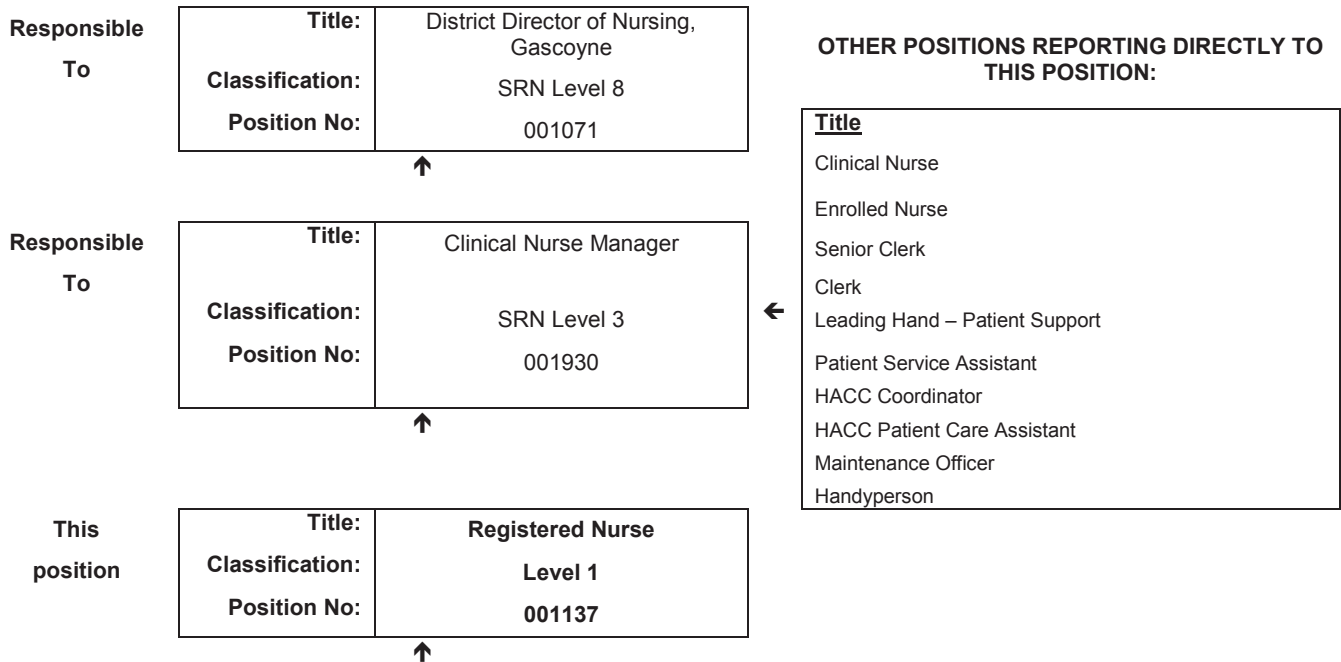 Responsible
To
Title:
District Director of Nursing,
Gascoyne
Classification:
SRN Level 8
Position No:
001071
Responsible
To
Title:
Clinical Nurse Manager
Classification:
SRN Level 3
Position No:
001930
This
position
Title:
Registered Nurse
Classification:
Level 1
Position No:
001137
OTHER POSITIONS REPORTING DIRECTLY TO
THIS POSITION:
Title
Clinical Nurse
Enrolled Nurse
Senior Clerk
Clerk
Leading Hand – Patient Support
Patient Service Assistant
HACC Coordinator
HACC Patient Care Assistant
Maintenance Officer
Handyperson